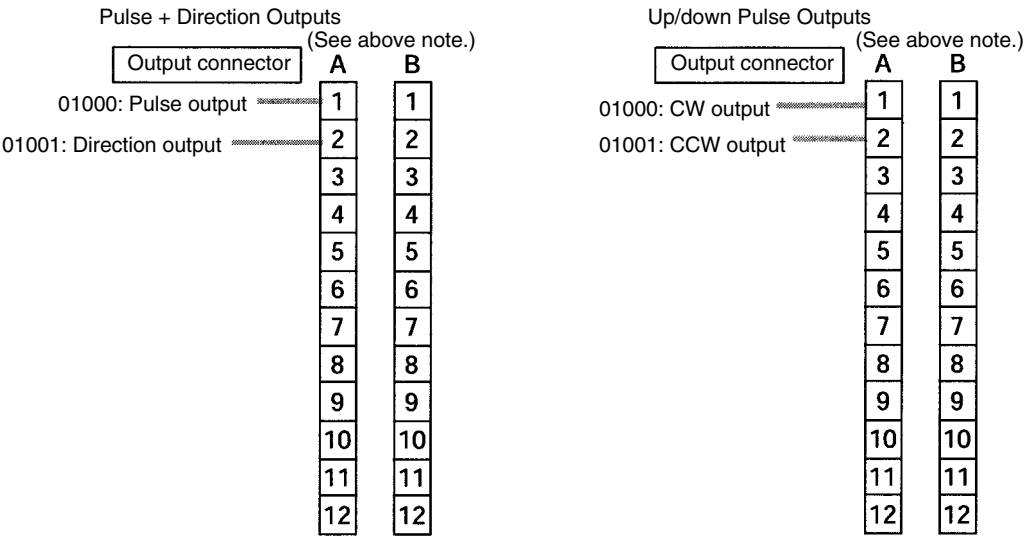 Pulse + Direction Outputs
(See above note.)
Output connector A B
01000: Pulse output 1 1
01001: Direction output 2 2
3 3
4 4
5 5
6 6
7 7
8 8
9 9
10 10
11 11
12 12
Up/down Pulse Outputs
(See above note.)
Output connector A B
01000: CW output 1 1
01001: CCW output 2 2
3 3
4 4
5 5
6 6
7 7
8 8
9 9
10 10
11 11
12 12